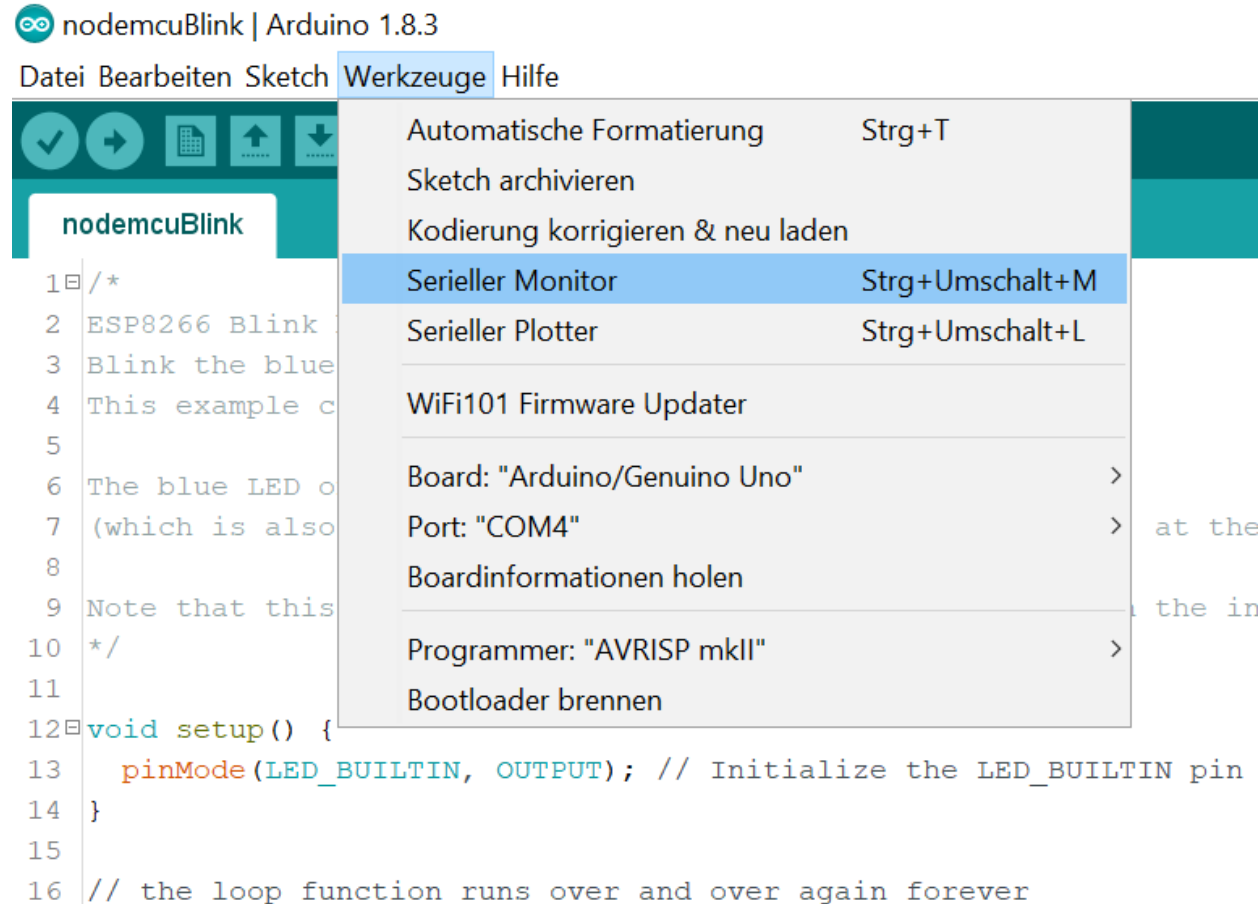 nodemcuBlink | Arduino 1.8.3
Datei Bearbeiten Sketch Werkzeuge Hilfe
Automatische Formatierung Strg+T
Sketch archivieren
Kodierung korrigieren & neu laden
Serieller Monitor Strg+Umschalt+M
Serieller Plotter Strg+Umschalt+L
WiFi101 Firmware Updater
Board: "Arduino/Genuino Uno"
Port: "COM4"
Boardinformationen holen
Programmer: "AVRISP mkII"
Bootloader brennen
nodemcuBlink
1 /*
2 ESP8266 Blink
3 Blink the blue
4 This example c
5
6 The blue LED o
7 (which is also at the
8
9 Note that this the in
10 */
11
12 void setup() {
13 pinMode(LED_BUILTIN, OUTPUT); // Initialize the LED_BUILTIN pin
14 }
15
16 // the loop function runs over and over again forever